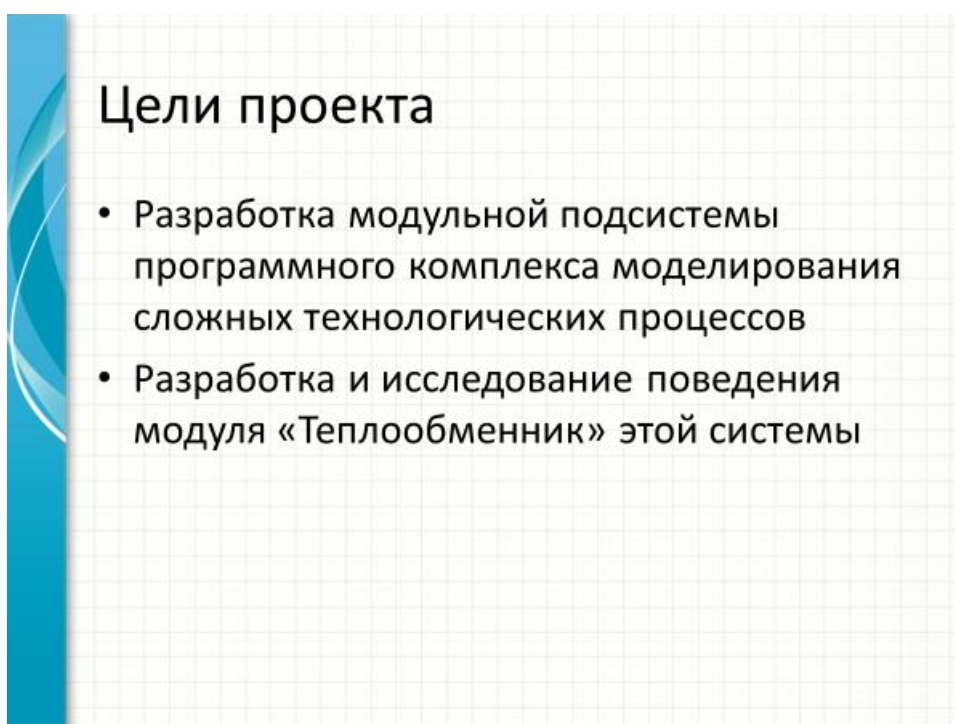 Цели проекта
• Разработка модульной подсистемы
программного комплекса моделирования
сложных технологических процессов
• Разработка и исследование поведения
модуля «Теплообменник» этой системы